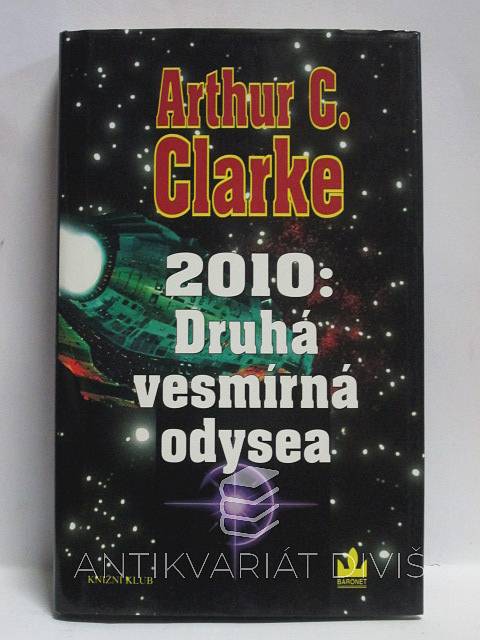 Arthur C.
Clarke
2010:
Druhá
vesmírná
odysea
ANTIKVARIÁT DIVIŠ
KNIŽNÍ KLUB
BARONET